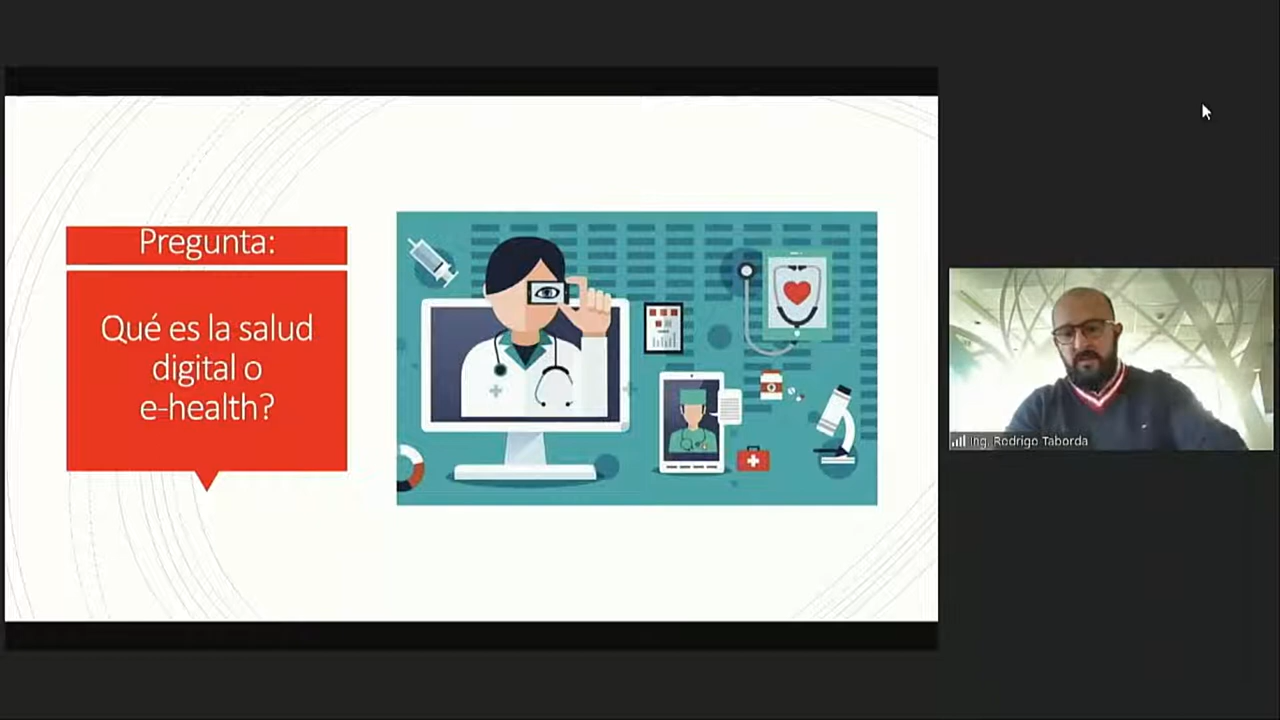 Pregunta:
Qué es la salud
digital o
e-health?
Ing. Rodrigo Taborda